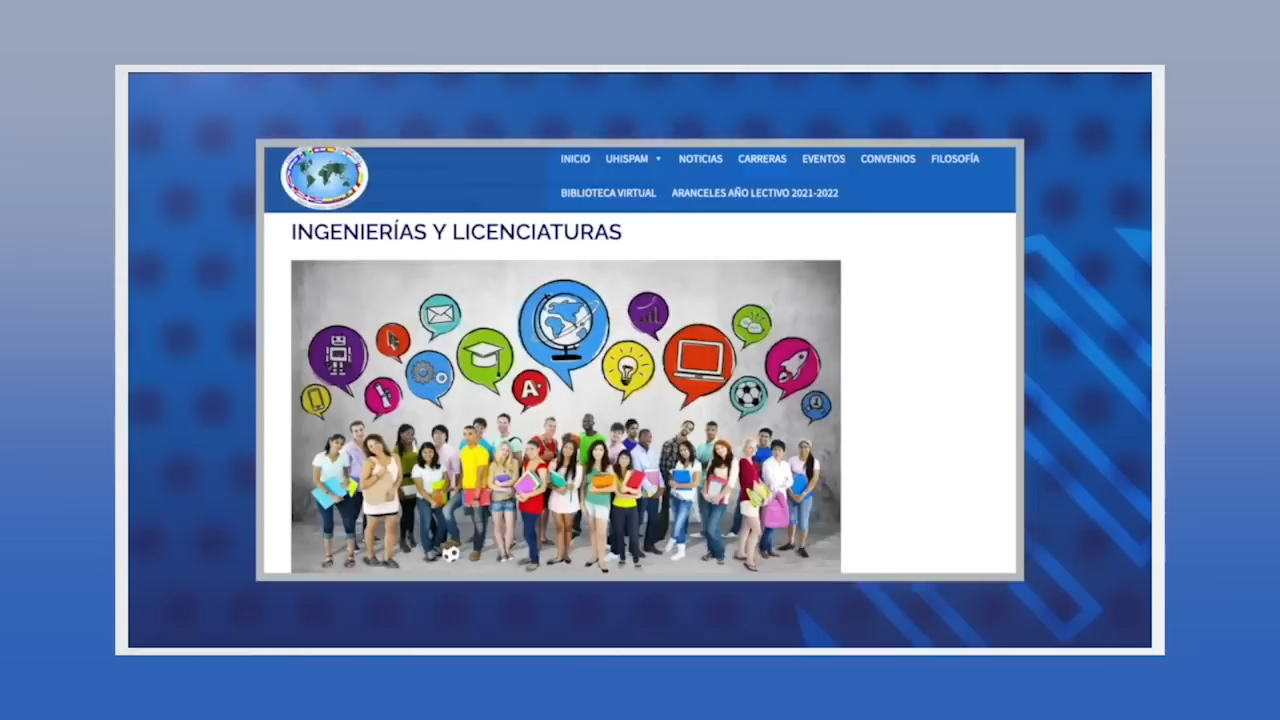 INICIO UHISPAM NOTICIAS CARRERAS EVENTOS CONVENIOS FILOSOFÍA
BIBLIOTECA VIRTUAL ARANCELES AÑO LECTIVO 2021-2022
INGENIERÍAS Y LICENCIATURAS
A+